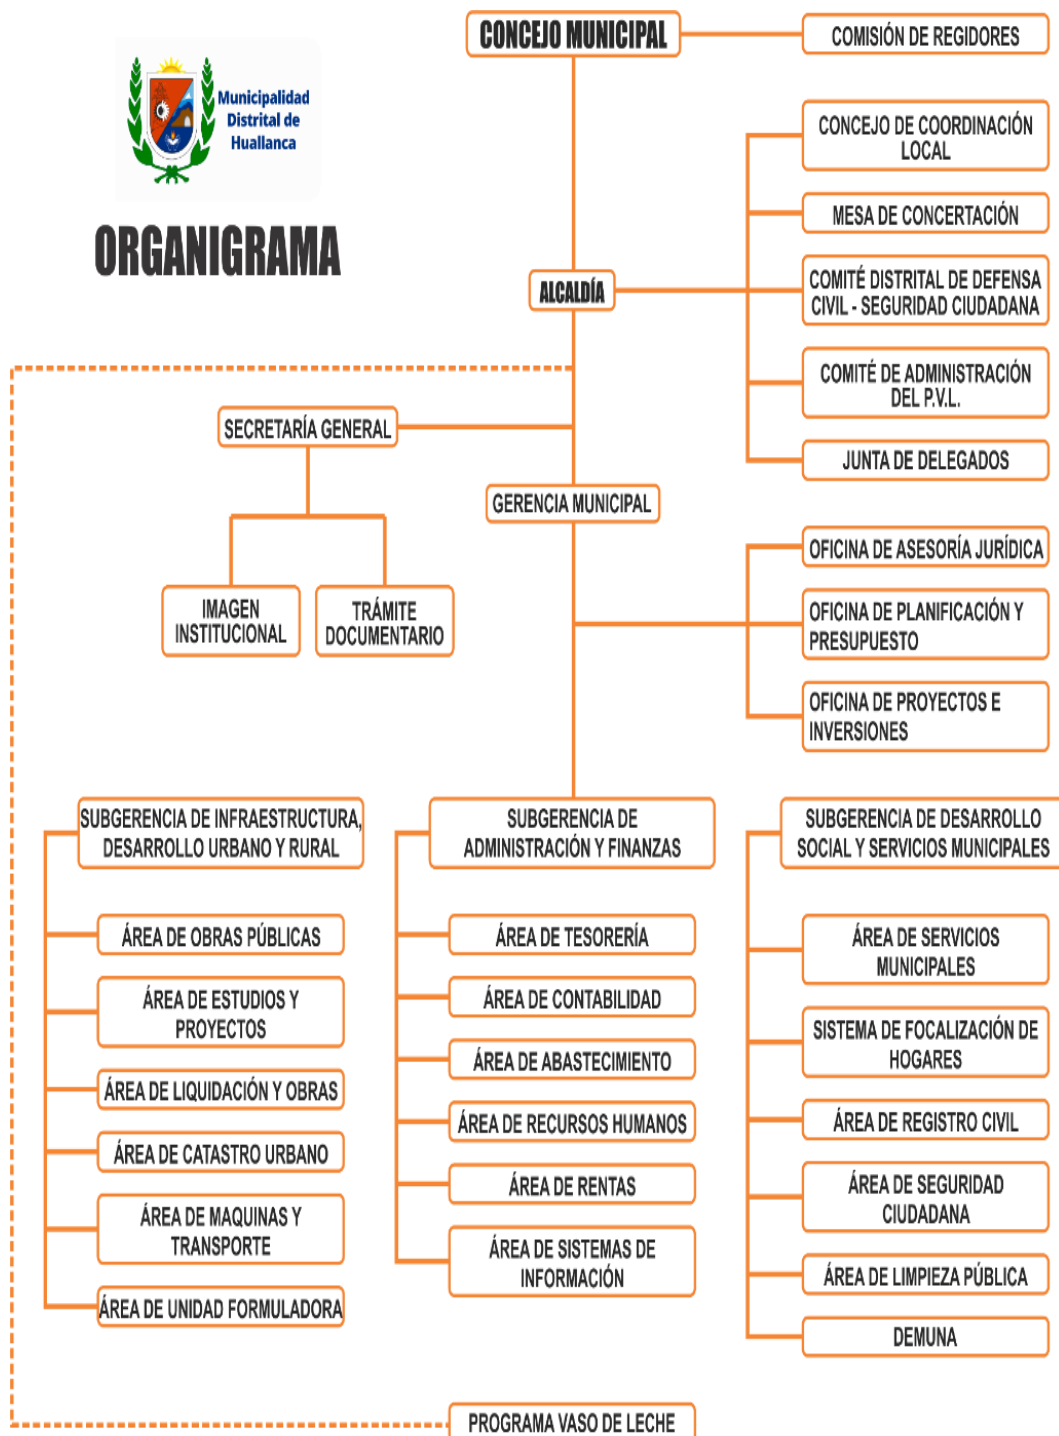 CONCEJO MUNICIPAL
COMISIÓN DE REGIDORES
Municipalidad
Distrital de
Huallanca
ORGANIGRAMA
CONCEJO DE COORDINACIÓN
LOCAL
MESA DE CONCERTACIÓN
ALCALDÍA
COMITÉ DISTRITAL DE DEFENSA
CIVIL - SEGURIDAD CIUDADANA
COMITÉ DE ADMINISTRACIÓN
DEL P.V.L.
JUNTA DE DELEGADOS
SECRETARÍA GENERAL
GERENCIA MUNICIPAL
IMAGEN
INSTITUCIONAL
TRÁMITE
DOCUMENTARIO
OFICINA DE ASESORÍA JURÍDICA
OFICINA DE PLANIFICACIÓN Y
PRESUPUESTO
OFICINA DE PROYECTOS E
INVERSIONES
SUBGERENCIA DE INFRAESTRUCTURA,
DESARROLLO URBANO Y RURAL
ÁREA DE OBRAS PÚBLICAS
ÁREA DE ESTUDIOS Y
PROYECTOS
ÁREA DE LIQUIDACIÓN Y OBRAS
ÁREA DE CATASTRO URBANO
ÁREA DE MAQUINAS Y
TRANSPORTE
ÁREA DE UNIDAD FORMULADORA
SUBGERENCIA DE
ADMINISTRACIÓN Y FINANZAS
ÁREA DE TESORERÍA
ÁREA DE CONTABILIDAD
ÁREA DE ABASTECIMIENTO
ÁREA DE RECURSOS HUMANOS
ÁREA DE RENTAS
ÁREA DE SISTEMAS DE
INFORMACIÓN
SUBGERENCIA DE DESARROLLO
SOCIAL Y SERVICIOS MUNICIPALES
ÁREA DE SERVICIOS
MUNICIPALES
SISTEMA DE FOCALIZACIÓN DE
HOGARES
ÁREA DE REGISTRO CIVIL
ÁREA DE SEGURIDAD
CIUDADANA
ÁREA DE LIMPIEZA PÚBLICA
DEMUNA
PROGRAMA VASO DE LECHE